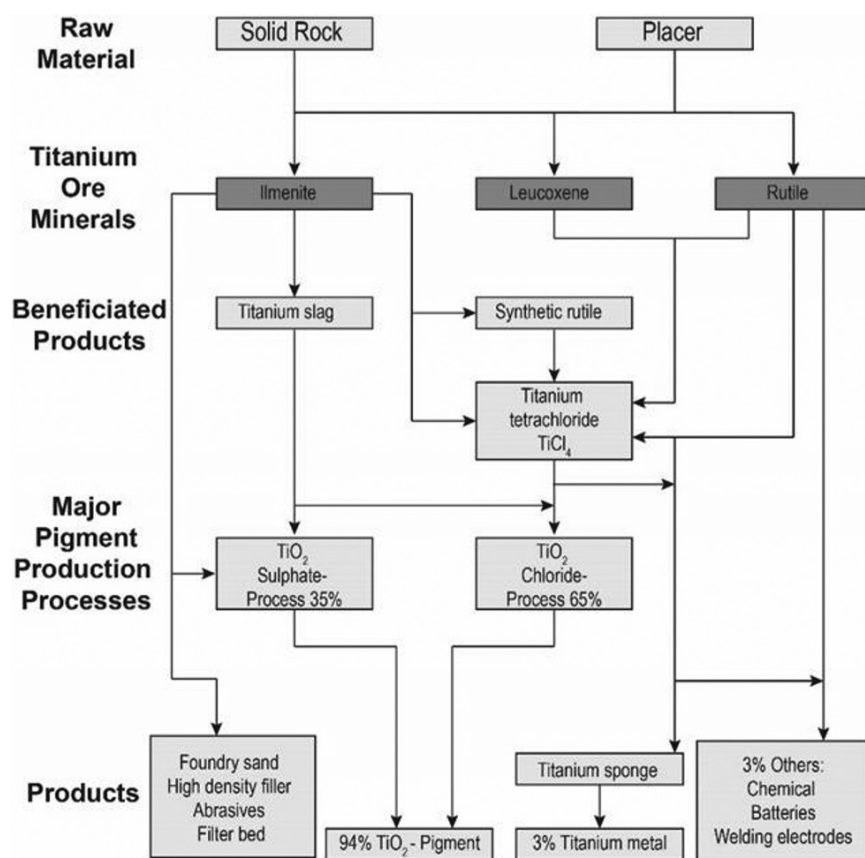 Raw
Material
Solid Rock
Placer
Titanium
Ore
Minerals
Ilmenite
Leucoxene
Rutile
Beneficiated
Products
Titanium slag
Synthetic rutile
Titanium
tetrachloride
TiCl₄
Major
Pigment
Production
Processes
TiO₂
Sulphate-
Process 35%
TiO₂
Chloride-
Process 65%
Products
Foundry sand
High density filler
Abrasives
Filter bed
94% TiO₂ - Pigment
Titanium sponge
3% Titanium metal
3% Others:
Chemical
Batteries
Welding electrodes